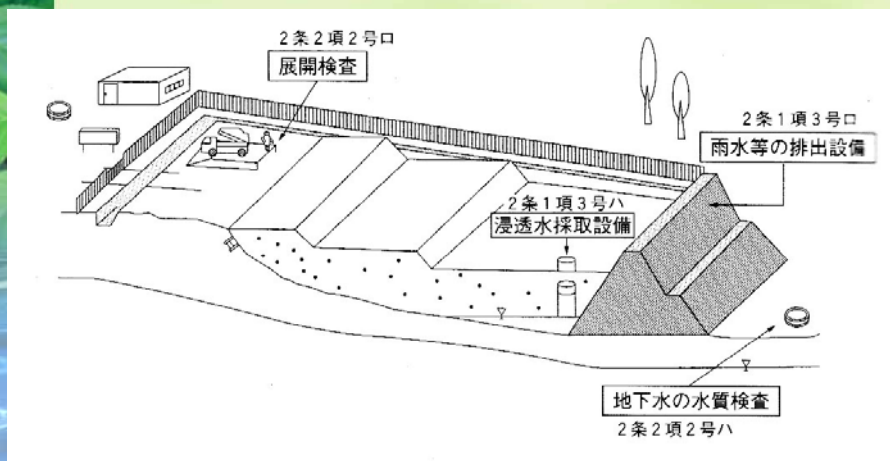 2条2項2号ロ
展開検査
2条1項3号ロ
雨水等の排出設備
2条1項3号ハ
浸透水採取設備
地下水の水質検査
2条2項2号ハ